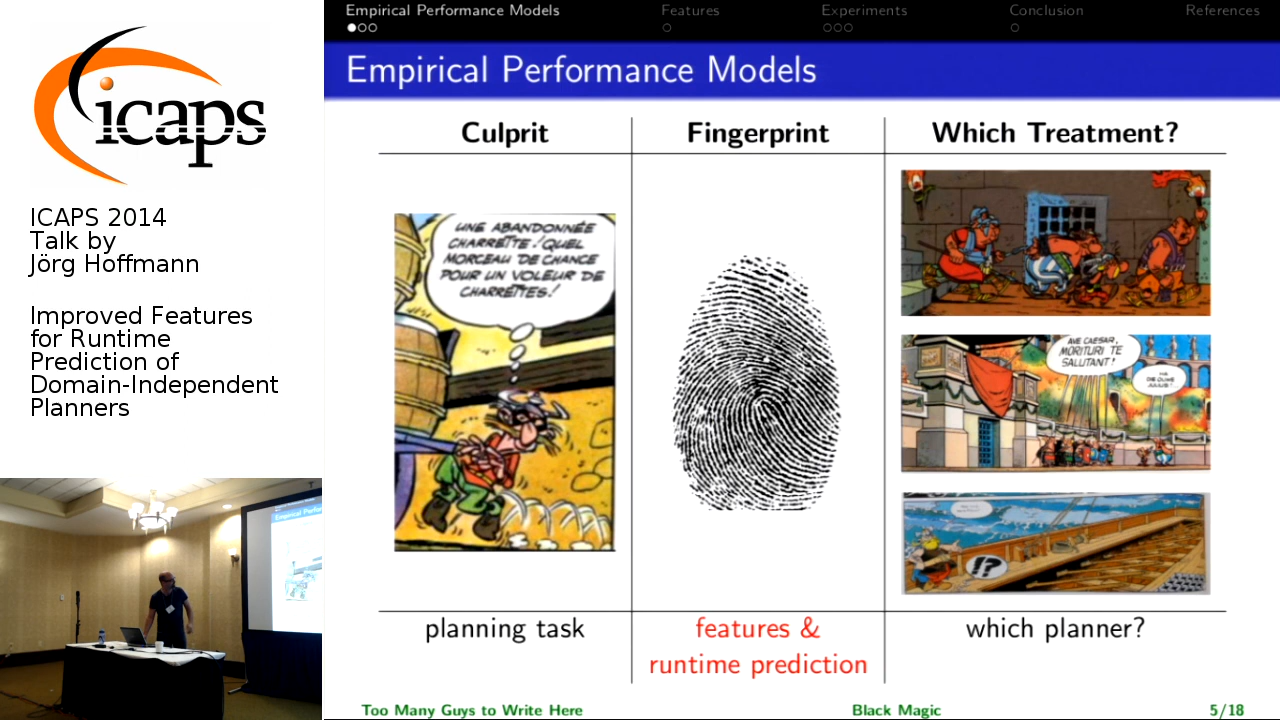 icaps
ICAPS 2014
Talk by
Jörg Hoffmann
Improved Features
for Runtime
Prediction of
Domain-Independent
Planners
Empirical Performance Models
Features
Experiments
Conclusion
References
Empirical Performance Models
Culprit
Fingerprint
Which Treatment?
UNE ABANDONNÉE
CHARRETTE! QUEL
MORCEAU DE CHANCE
POUR UN VOLEUR DE
CHARRETTES!
AVE CAESAR,
MORITURI TE
SALUTANT!
!?
planning task
features &
runtime prediction
which planner?
Too Many Guys to Write Here
Black Magic
5/18